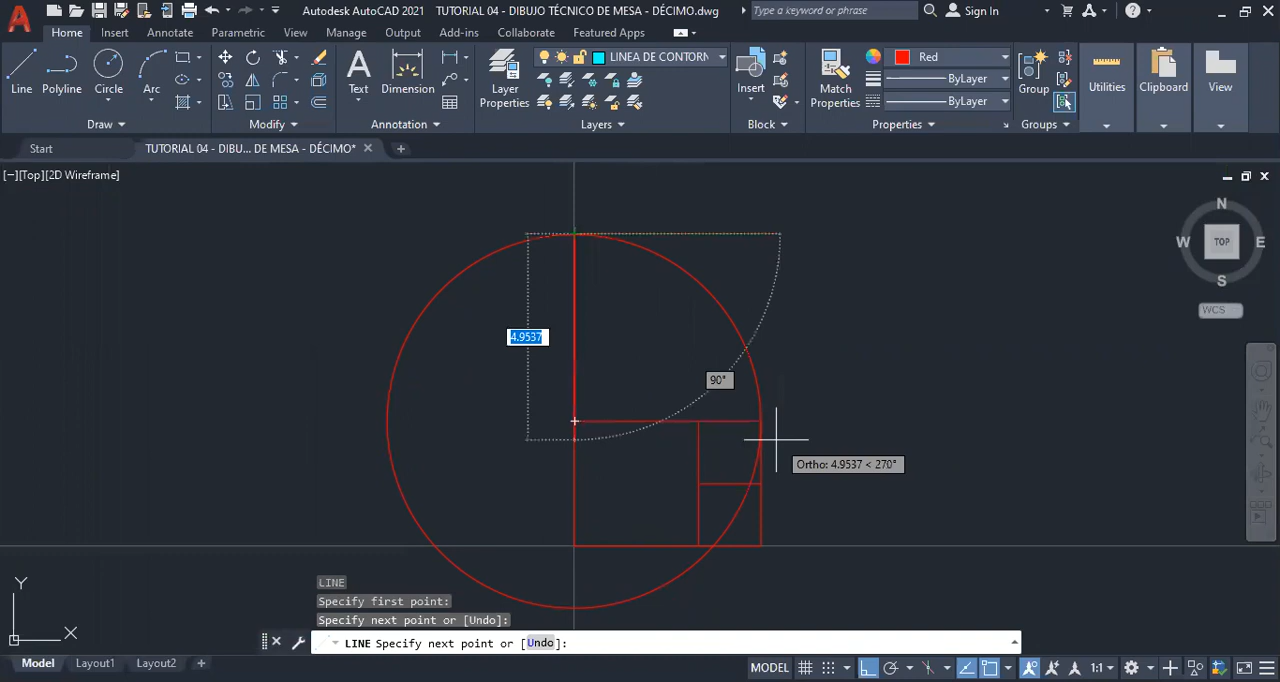 Autodesk AutoCAD 2021 TUTORIAL 04 - DIBUJO TÉCNICO DE MESA - DÉCIMO.dwg
Type a keyword or phrase
Sign In
Home Insert Annotate Parametric View Manage Output Add-ins Collaborate Featured Apps
Line Polyline Circle Arc
Text Dimension
Layer Properties
LINEA DE CONTORN
Insert
Match Properties
Red
ByLayer
ByLayer
Group
Utilities
Clipboard
View
Draw Modify Annotation Layers Block Properties Groups
Start
TUTORIAL 04 - DIBU... DE MESA - DÉCIMO*
[−][Top][2D Wireframe]
N
W TOP E
S
WCS
4.9537
90°
Ortho: 4.9537 < 270°
Y
X
LINE
Specify first point:
Specify next point or [Undo]:
LINE Specify next point or [Undo]:
Model Layout1 Layout2
MODEL
1:1